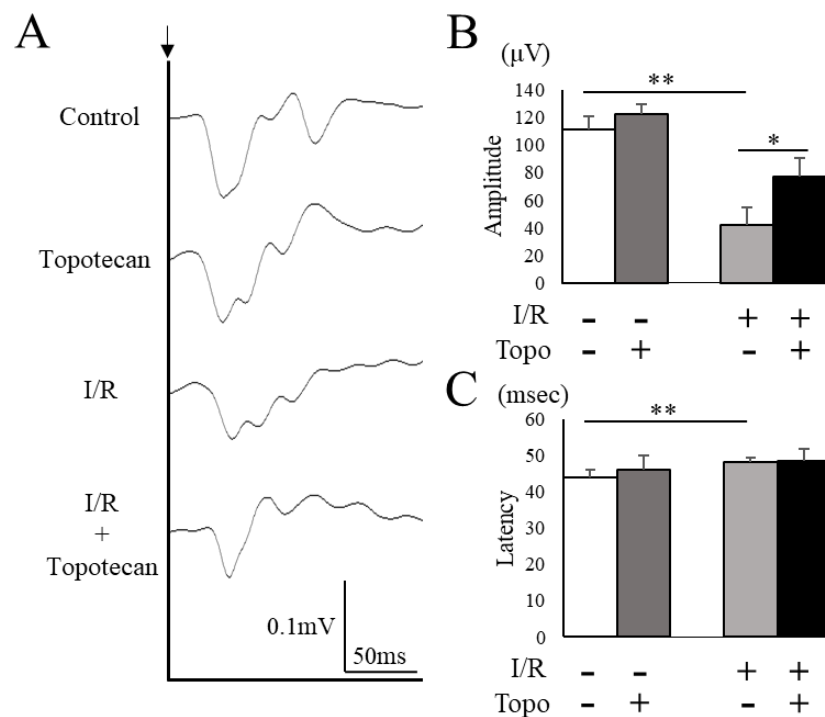 A
Control
Topotecan
I/R
I/R
+
Topotecan
0.1mV
50ms
B
(μV)
Amplitude
140
120
100
80
60
40
20
0
**
*
I/R - - + +
Topo - + - +
C
(msec)
Latency
60
50
40
30
20
10
0
**
I/R - - + +
Topo - + - +